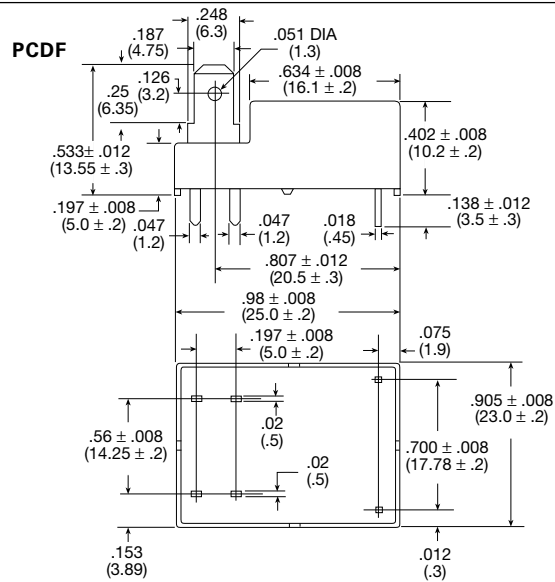 PCDF
.248
(6.3)
.187
(4.75)
.051 DIA
(1.3)
.126
(3.2)
.634 ± .008
(16.1 ± .2)
.25
(6.35)
.402 ± .008
(10.2 ± .2)
.533± .012
(13.55 ± .3)
.197 ± .008
(5.0 ± .2)
.047
(1.2)
.047
(1.2)
.018
(.45)
.138 ± .012
(3.5 ± .3)
.807 ± .012
(20.5 ± .3)
.98 ± .008
(25.0 ± .2)
.197 ± .008
(5.0 ± .2)
.075
(1.9)
.02
(.5)
.905 ± .008
(23.0 ± .2)
.56 ± .008
(14.25 ± .2)
.700 ± .008
(17.78 ± .2)
.02
(.5)
.153
(3.89)
.012
(.3)